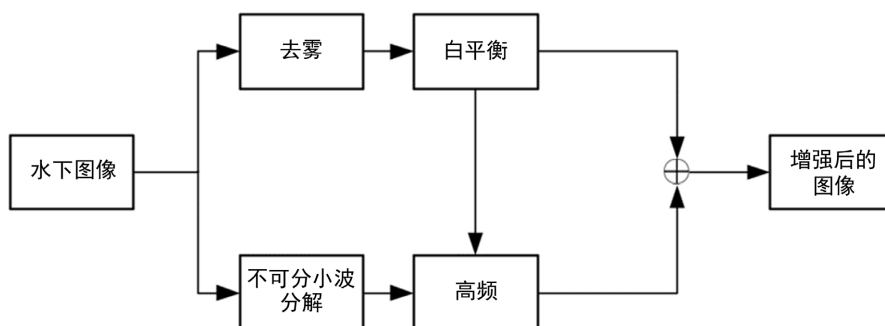 去雾
白平衡
水下图像
增强后的
图像
不可分小波
分解
高频